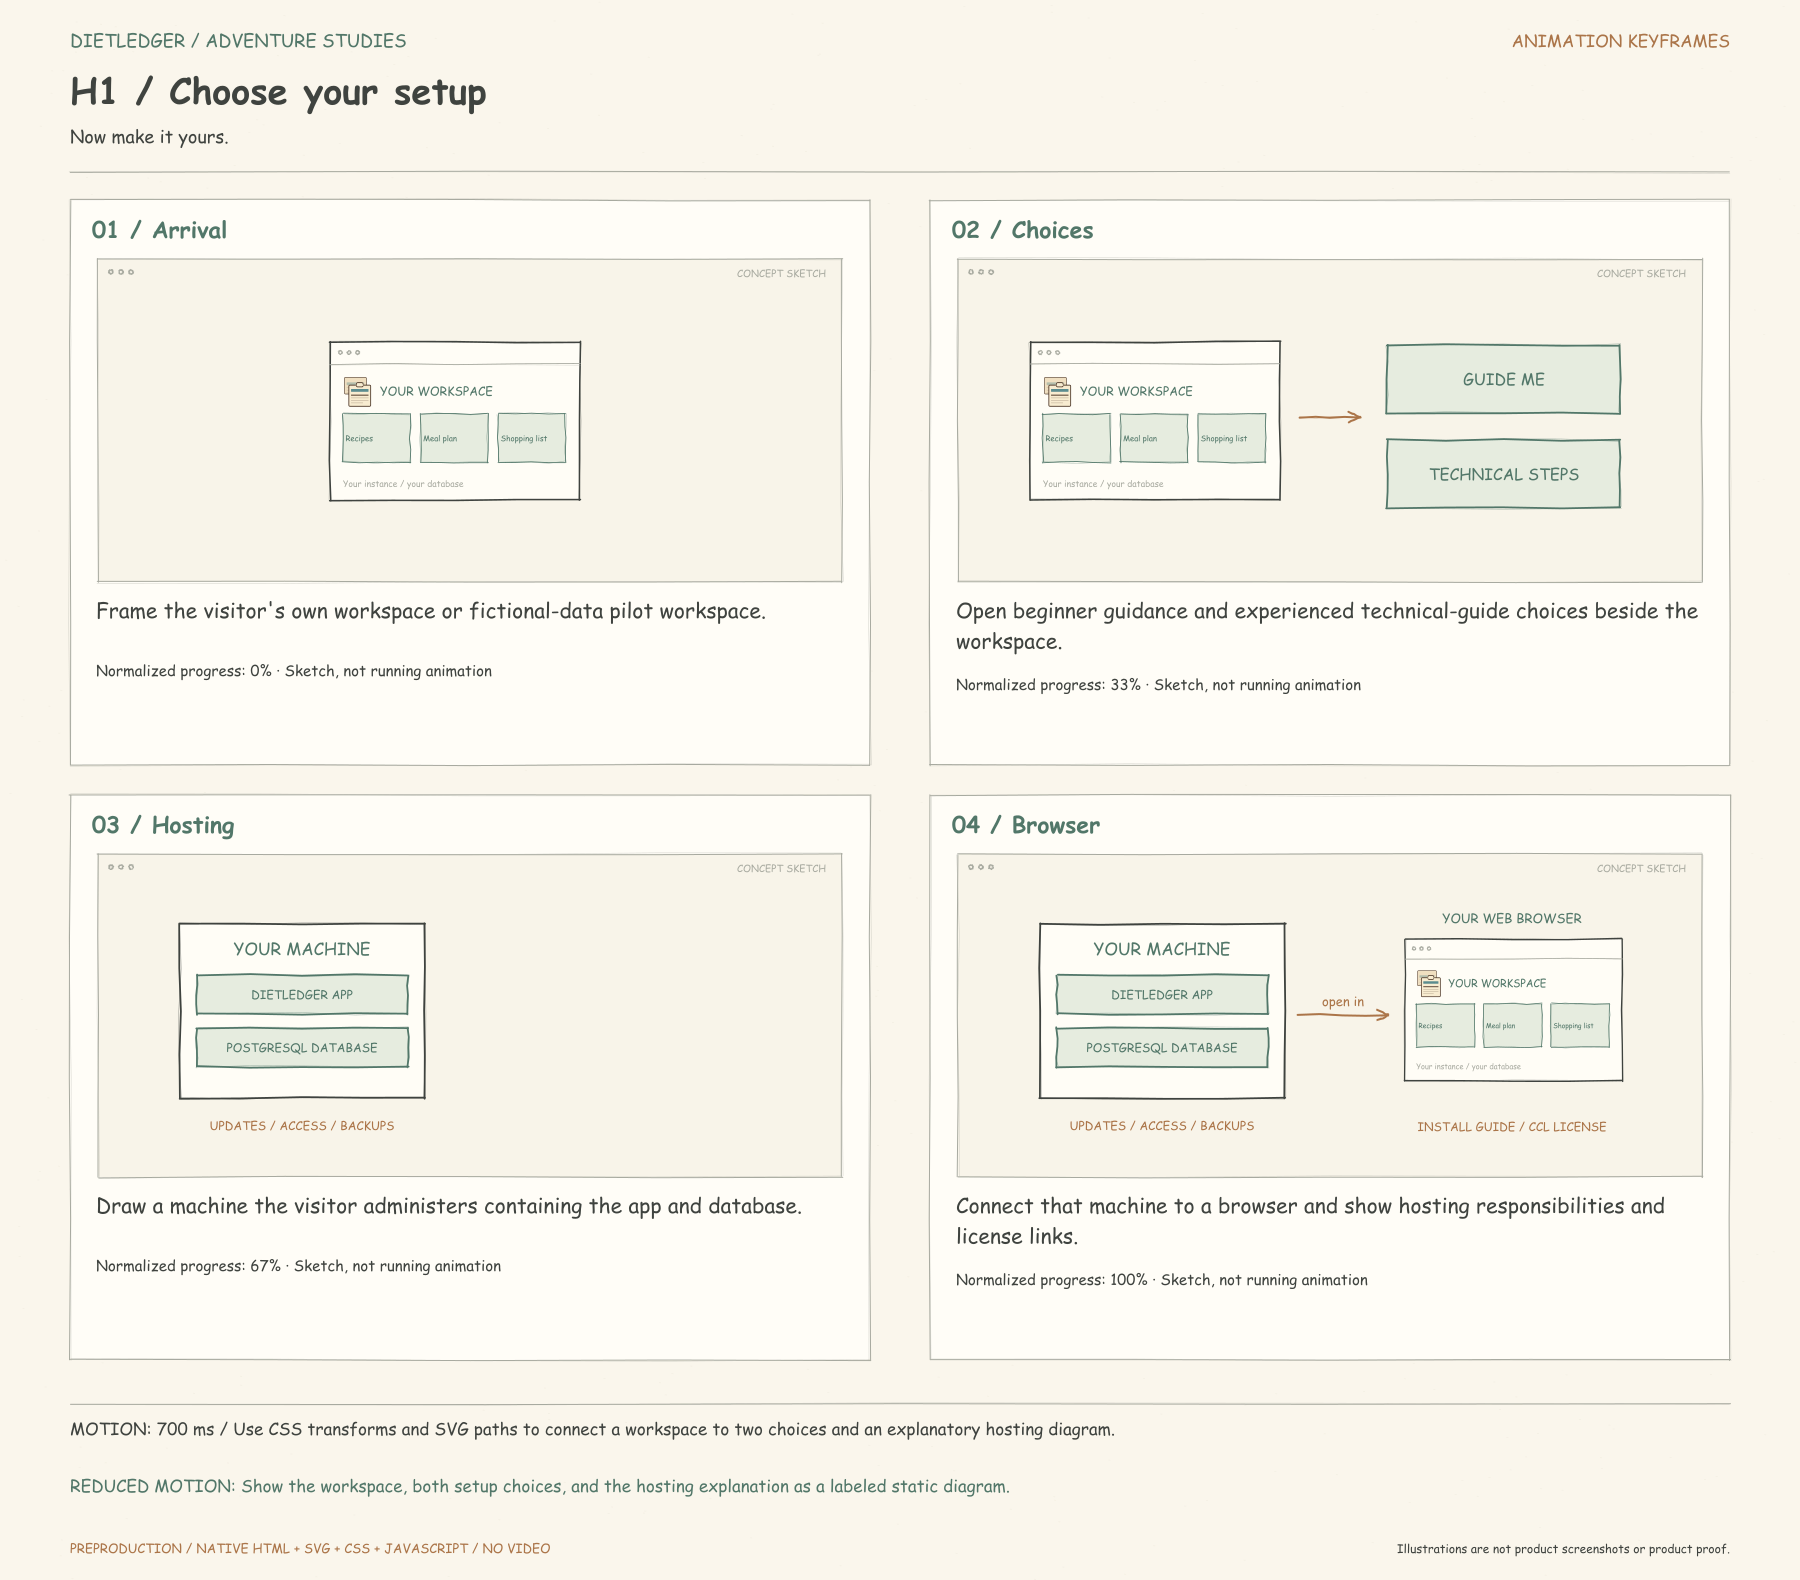 DIETLEDGER / ADVENTURE STUDIES
ANIMATION KEYFRAMES
H1 / Choose your setup
Now make it yours.
01 / Arrival
CONCEPT SKETCH
YOUR WORKSPACE
Recipes
Meal plan
Shopping list
Your instance / your database
Frame the visitor's own workspace or fictional-data pilot workspace.
Normalized progress: 0% · Sketch, not running animation
02 / Choices
CONCEPT SKETCH
YOUR WORKSPACE
Recipes
Meal plan
Shopping list
Your instance / your database
GUIDE ME
TECHNICAL STEPS
Open beginner guidance and experienced technical-guide choices beside the
workspace.
Normalized progress: 33% · Sketch, not running animation
03 / Hosting
CONCEPT SKETCH
YOUR MACHINE
DIETLEDGER APP
POSTGRESQL DATABASE
UPDATES / ACCESS / BACKUPS
Draw a machine the visitor administers containing the app and database.
Normalized progress: 67% · Sketch, not running animation
04 / Browser
CONCEPT SKETCH
YOUR MACHINE
DIETLEDGER APP
POSTGRESQL DATABASE
UPDATES / ACCESS / BACKUPS
open in
YOUR WEB BROWSER
YOUR WORKSPACE
Recipes
Meal plan
Shopping list
Your instance / your database
INSTALL GUIDE / CCL LICENSE
Connect that machine to a browser and show hosting responsibilities and
license links.
Normalized progress: 100% · Sketch, not running animation
MOTION: 700 ms / Use CSS transforms and SVG paths to connect a workspace to two choices and an explanatory hosting diagram.
REDUCED MOTION: Show the workspace, both setup choices, and the hosting explanation as a labeled static diagram.
PREPRODUCTION / NATIVE HTML + SVG + CSS + JAVASCRIPT / NO VIDEO
Illustrations are not product screenshots or product proof.